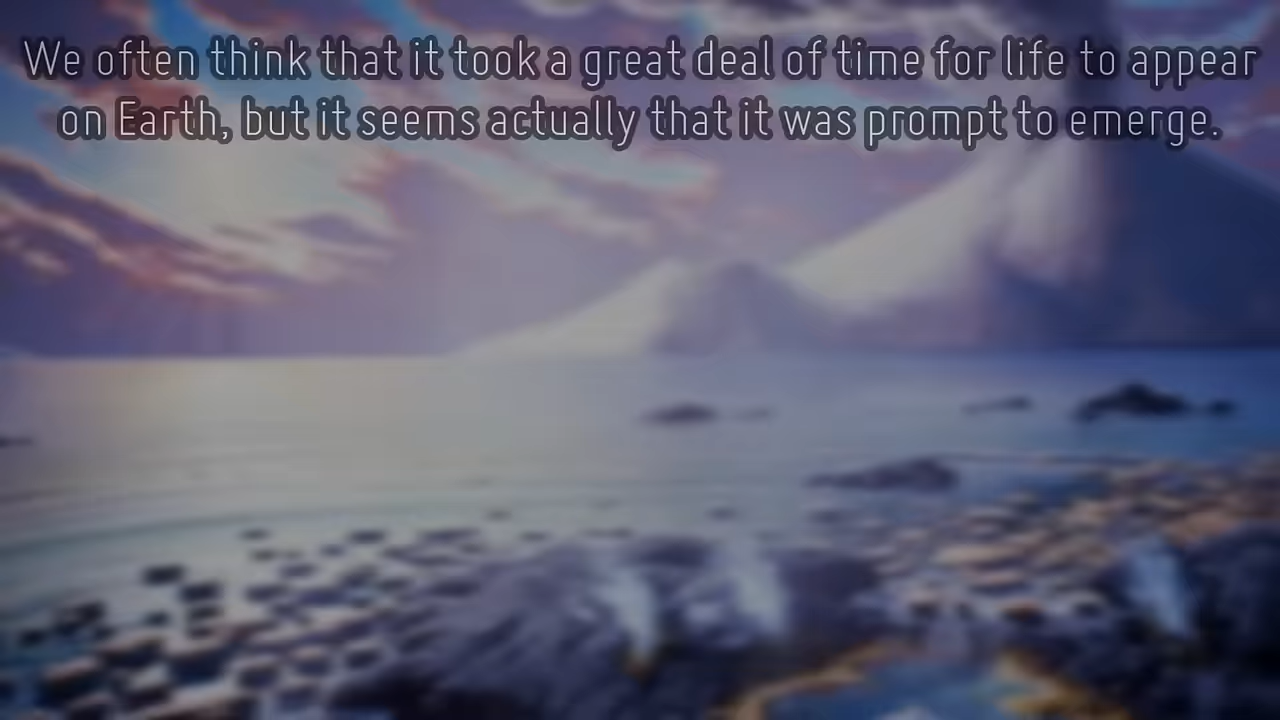 We often think that it took a great deal of time for life to appear
on Earth, but it seems actually that it was prompt to emerge.